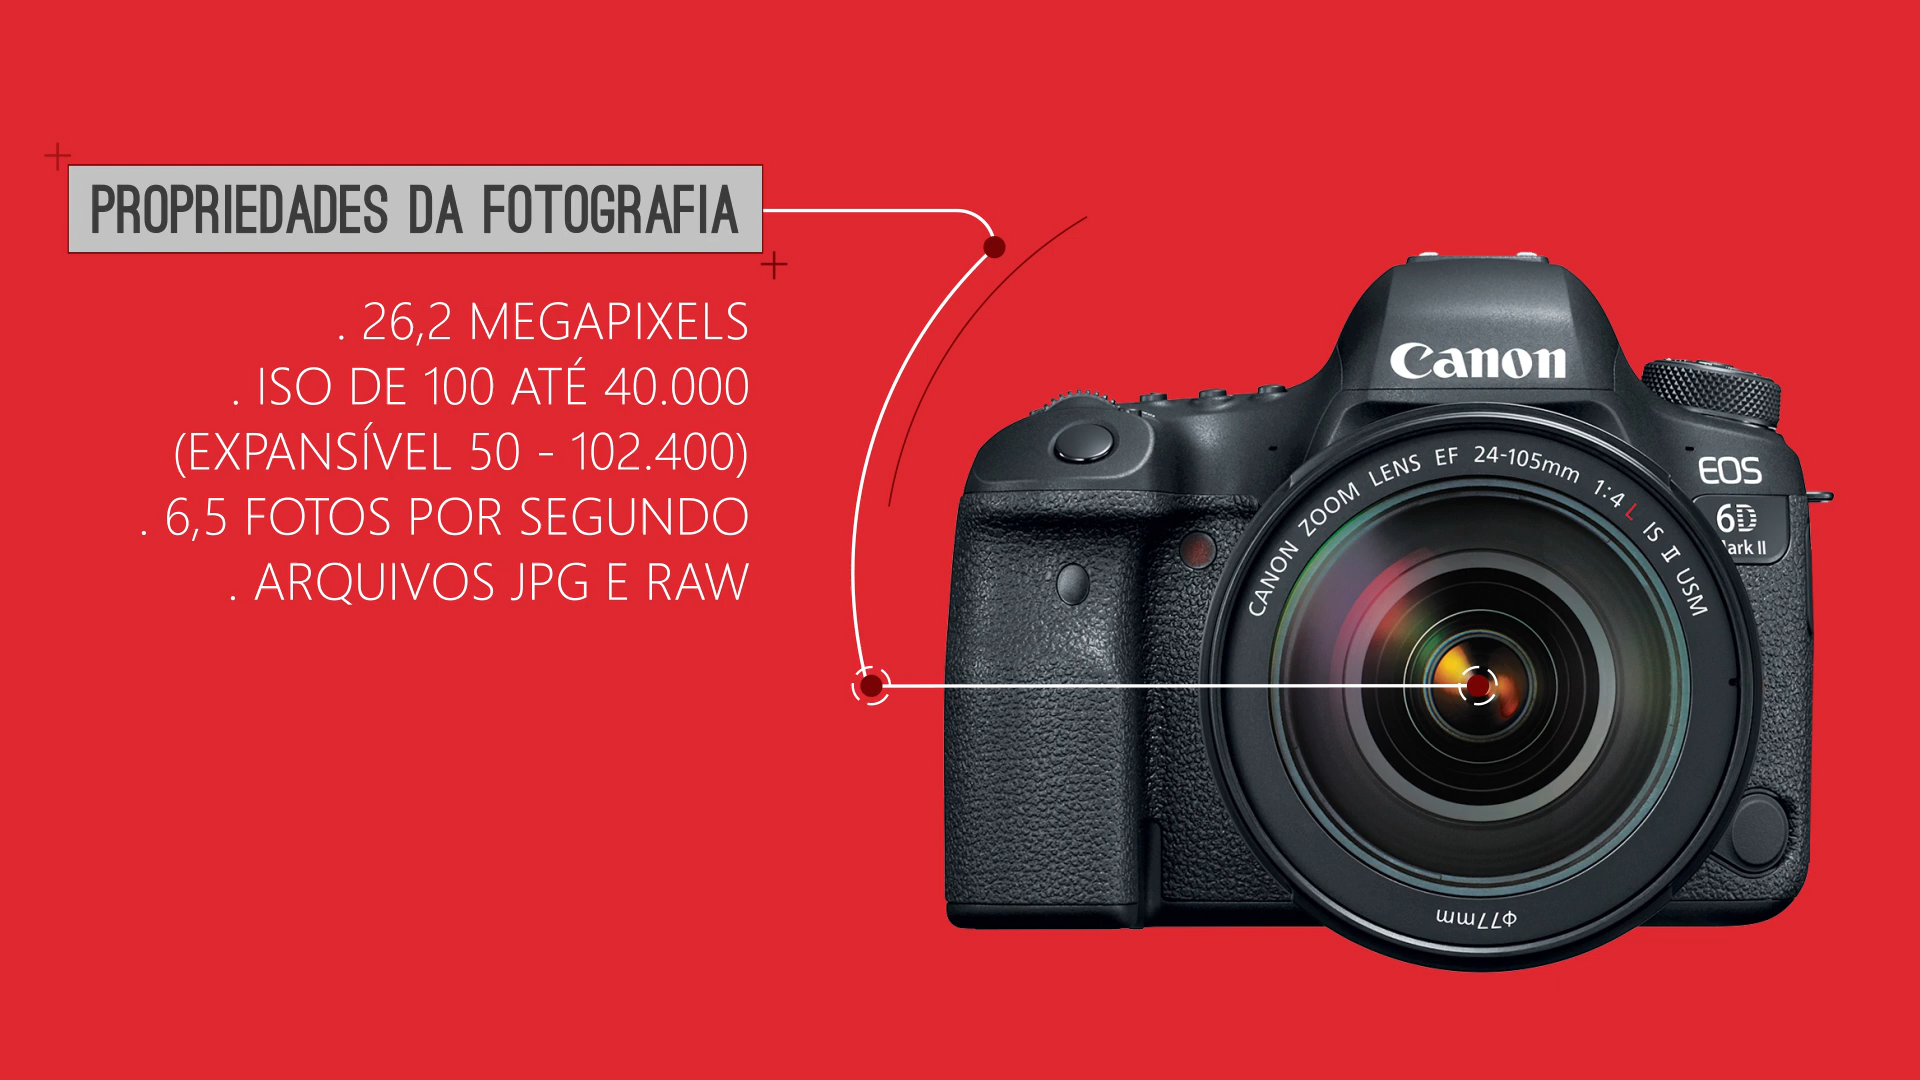 PROPRIEDADES DA FOTOGRAFIA
. 26,2 MEGAPIXELS
. ISO DE 100 ATÉ 40.000
(EXPANSÍVEL 50 - 102.400)
. 6,5 FOTOS POR SEGUNDO
. ARQUIVOS JPG E RAW
Canon
EOS
6D
Mark II
CANON ZOOM LENS EF 24-105mm 1:4 L IS II USM
Φ77mm